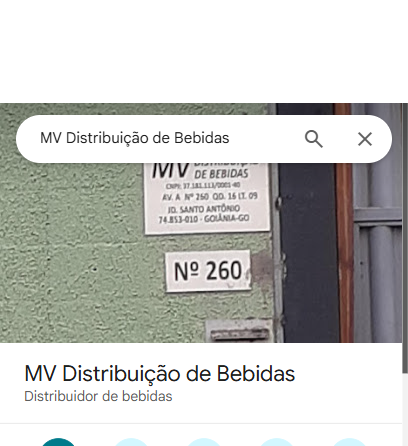 MV Distribuição de Bebidas
MV
DE BEBIDAS
CNPJ: 37.181.113/0001-40
AV. A Nº 260 QD. 16 LT. 09
JD. SANTO ANTÔNIO
74.853-010 - GOIÂNIA-GO
Nº 260
MV Distribuição de Bebidas
Distribuidor de bebidas